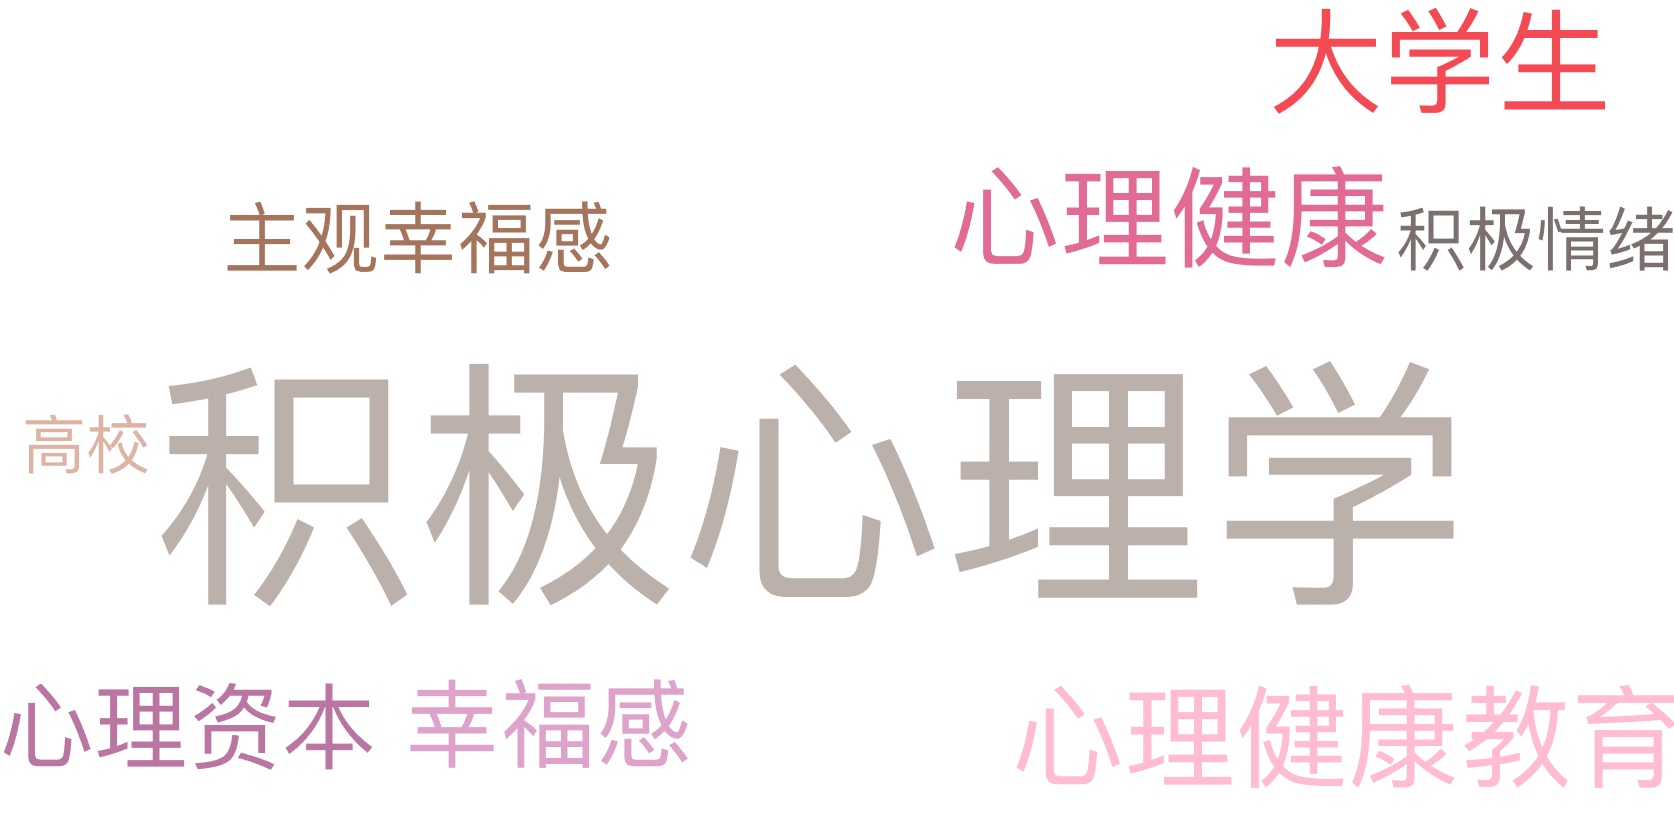 大学生
心理健康
主观幸福感
积极情绪
积极心理学
高校
心理资本
幸福感
心理健康教育